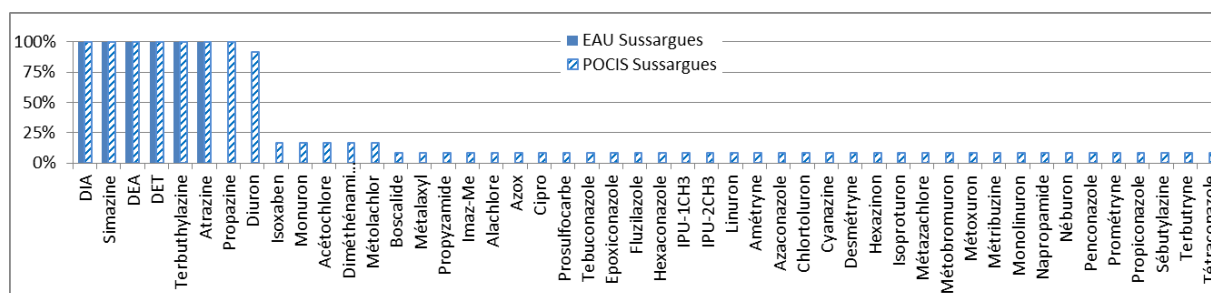 100%
75%
50%
25%
0%
EAU Sussargues
POCIS Sussargues
DIA
Simazine
DEA
DET
Terbuthylazine
Atrazine
Propazine
Diuron
Isoxaben
Monuron
Acétochlore
Diméthénami...
Métolachlor
Boscalide
Métalaxyl
Propyzamide
Imaz-Me
Alachlore
Azox
Cipro
Prosulfocarbe
Tebuconazole
Epoxiconazole
Fluzilazole
Hexaconazole
IPU-1CH3
IPU-2CH3
Linuron
Amétryne
Azaconazole
Chlortoluron
Cyanazine
Desmétryne
Hexazinon
Isoproturon
Métazachlore
Métobromuron
Métoxuron
Métribuzine
Monolinuron
Napropamide
Néburon
Penconazole
Prométryne
Propiconazole
Sébutylazine
Terbutryne
Tétraconazole